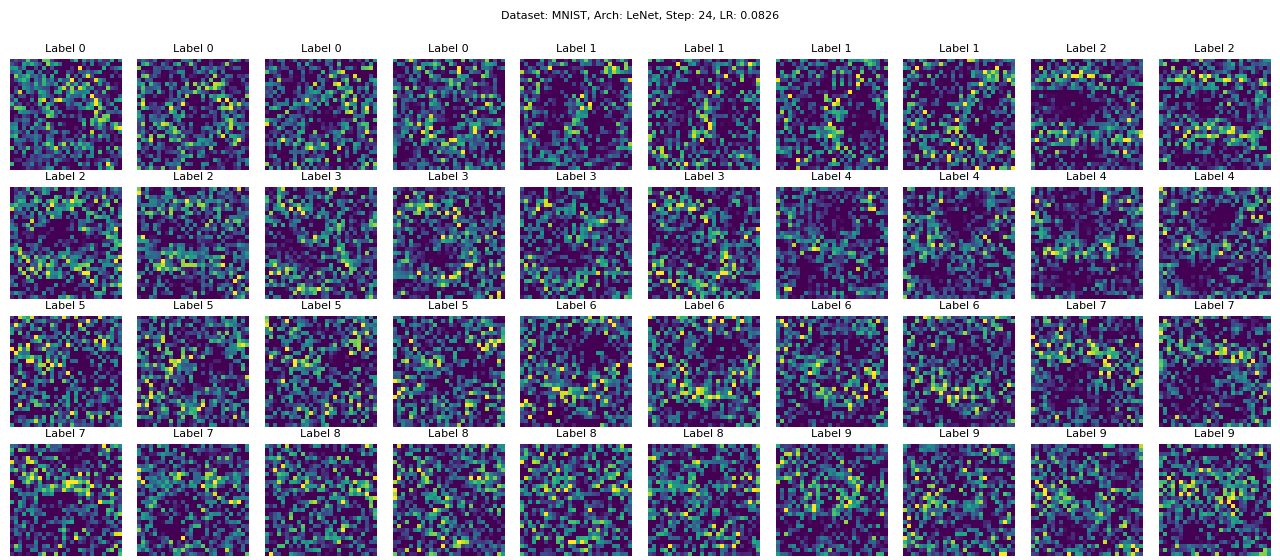 Dataset: MNIST, Arch: LeNet, Step: 24, LR: 0.0826
Label 0 Label 0 Label 0 Label 0 Label 1 Label 1 Label 1 Label 1 Label 2 Label 2
Label 2 Label 2 Label 3 Label 3 Label 3 Label 3 Label 4 Label 4 Label 4 Label 4
Label 5 Label 5 Label 5 Label 5 Label 6 Label 6 Label 6 Label 6 Label 7 Label 7
Label 7 Label 7 Label 8 Label 8 Label 8 Label 8 Label 9 Label 9 Label 9 Label 9